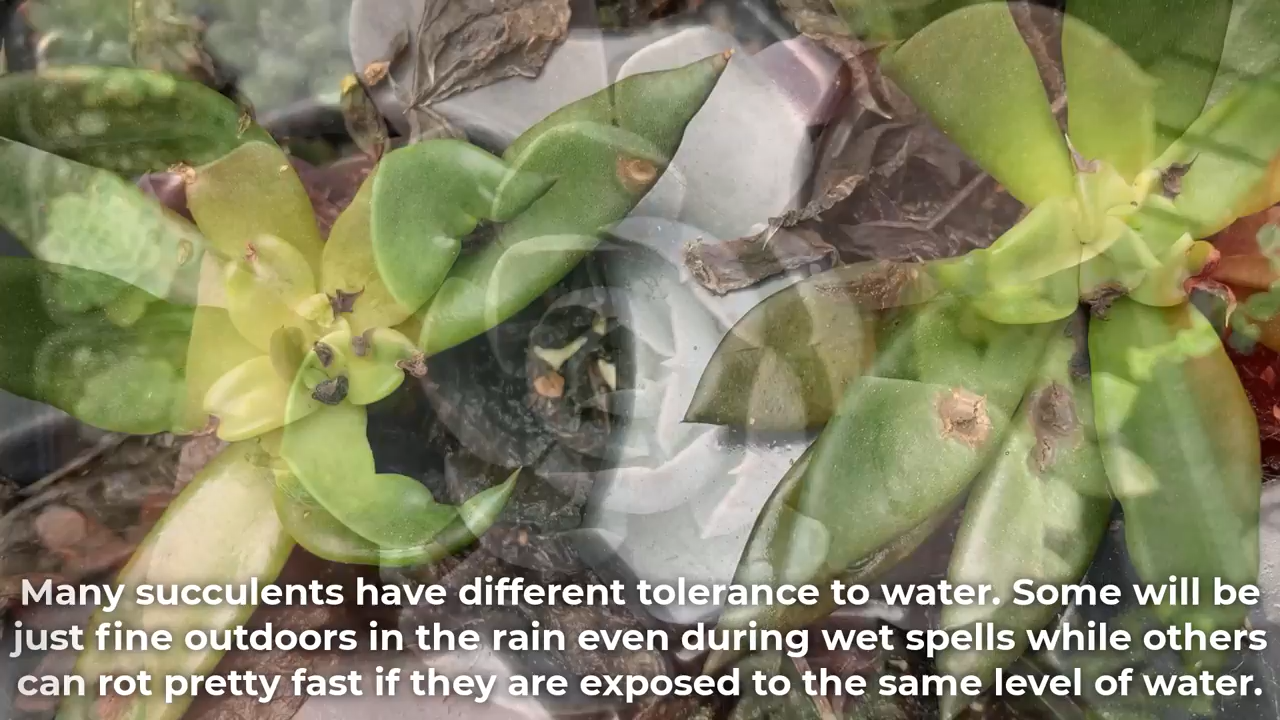 Many succulents have different tolerance to water. Some will be
just fine outdoors in the rain even during wet spells while others
can rot pretty fast if they are exposed to the same level of water.